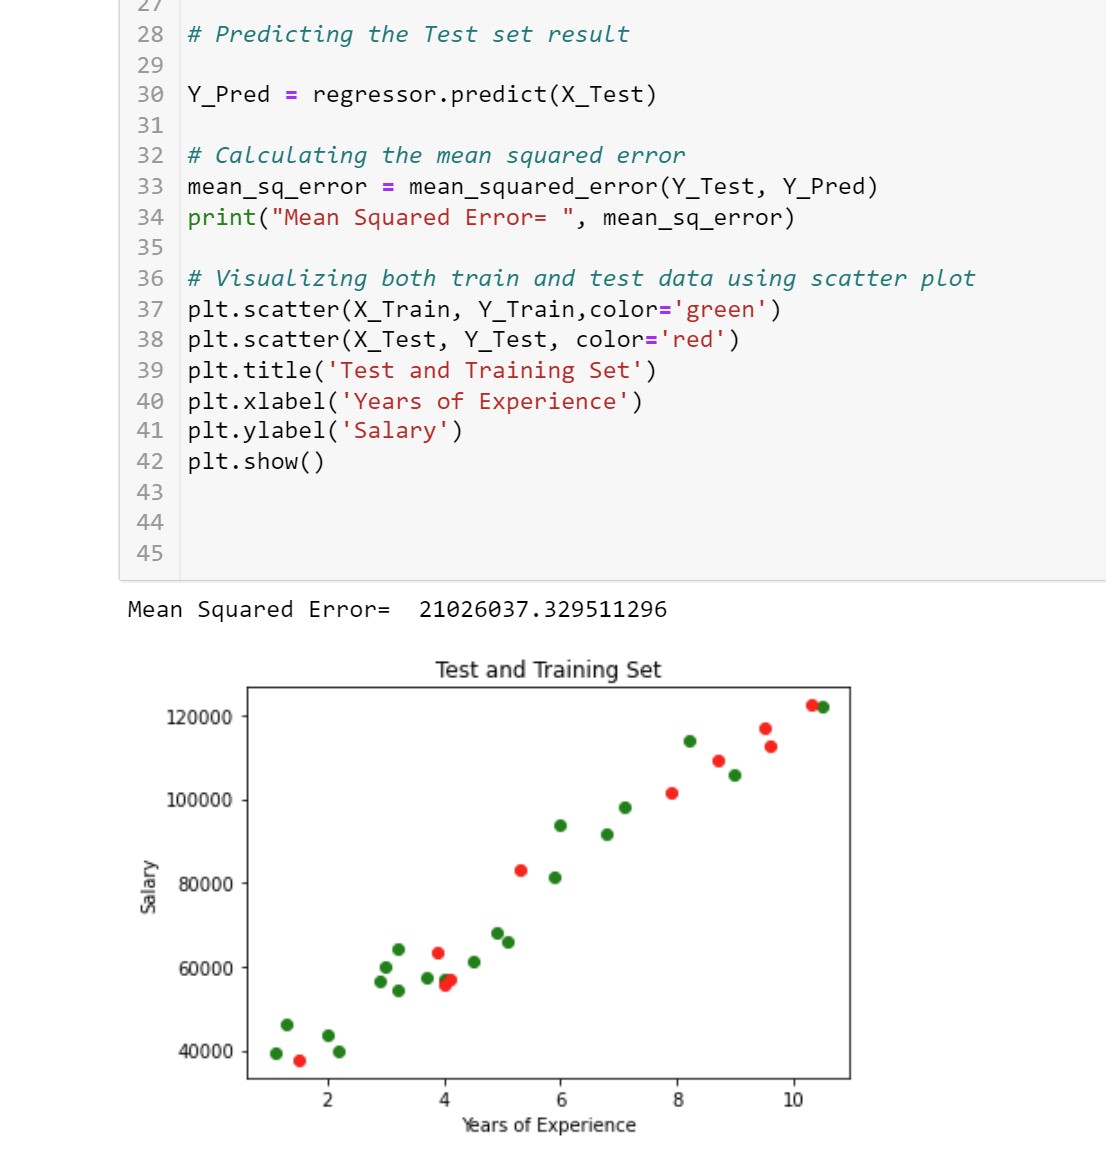 27
28 # Predicting the Test set result
29
30 Y_Pred = regressor.predict(X_Test)
31
32 # Calculating the mean squared error
33 mean_sq_error = mean_squared_error(Y_Test, Y_Pred)
34 print("Mean Squared Error= ", mean_sq_error)
35
36 # Visualizing both train and test data using scatter plot
37 plt.scatter(X_Train, Y_Train,color='green')
38 plt.scatter(X_Test, Y_Test, color='red')
39 plt.title('Test and Training Set')
40 plt.xlabel('Years of Experience')
41 plt.ylabel('Salary')
42 plt.show()
43
44
45
Mean Squared Error=  21026037.329511296
Test and Training Set
120000
100000
80000
60000
40000
Salary
2 4 6 8 10
Years of Experience